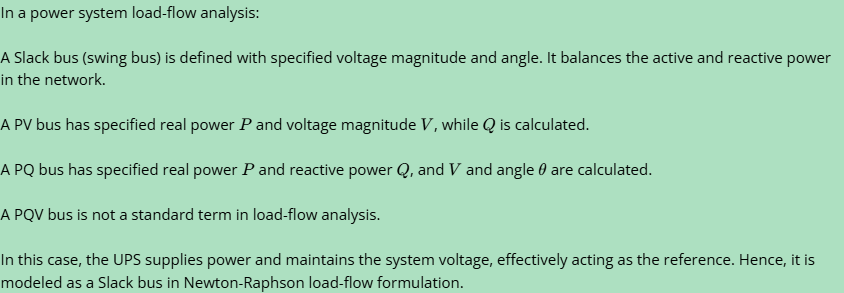 In a power system load-flow analysis:
A Slack bus (swing bus) is defined with specified voltage magnitude and angle. It balances the active and reactive power
in the network.
A PV bus has specified real power P and voltage magnitude V, while Q is calculated.
A PQ bus has specified real power P and reactive power Q, and V and angle θ are calculated.
A PQV bus is not a standard term in load-flow analysis.
In this case, the UPS supplies power and maintains the system voltage, effectively acting as the reference. Hence, it is
modeled as a Slack bus in Newton-Raphson load-flow formulation.